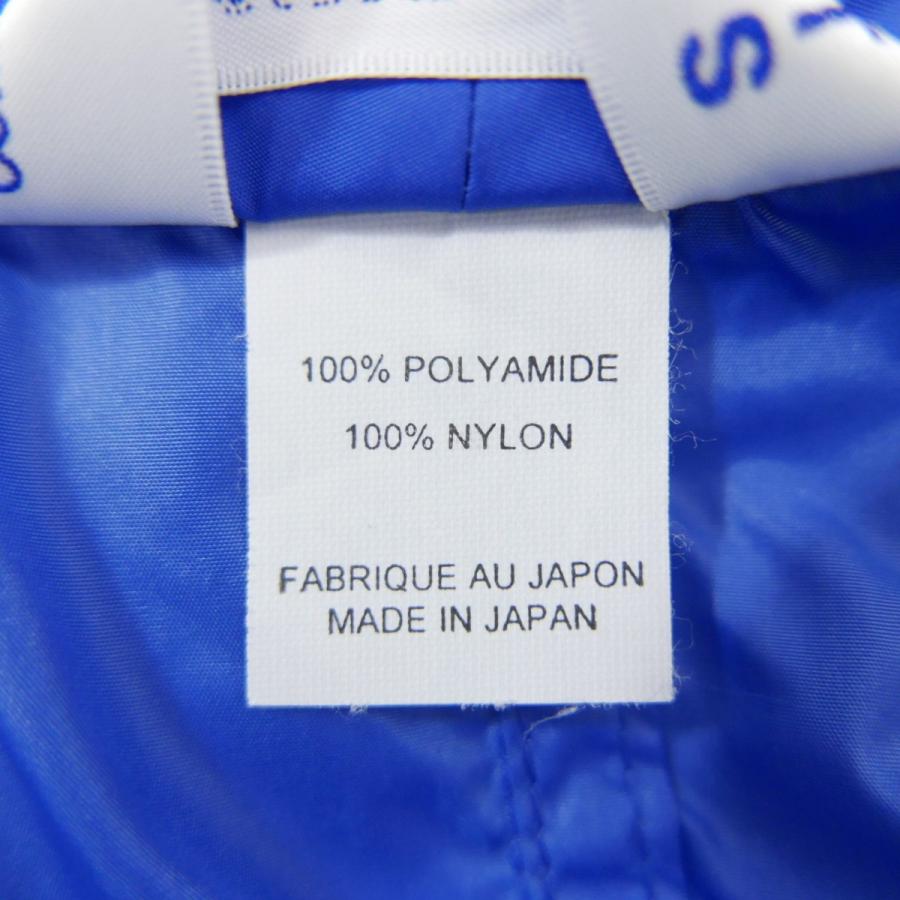 S
100% POLYAMIDE
100% NYLON
FABRIQUE AU JAPON
MADE IN JAPAN